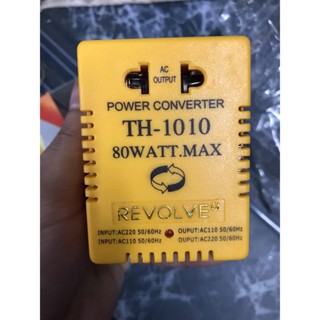 AC
OUTPUT
POWER CONVERTER
TH-1010
80WATT.MAX
REVOLVE
INPUT:AC220 50/60Hz OUPUT:AC110 50/60Hz
INPUT:AC110 50/60Hz OUPUT:AC220 50/60Hz